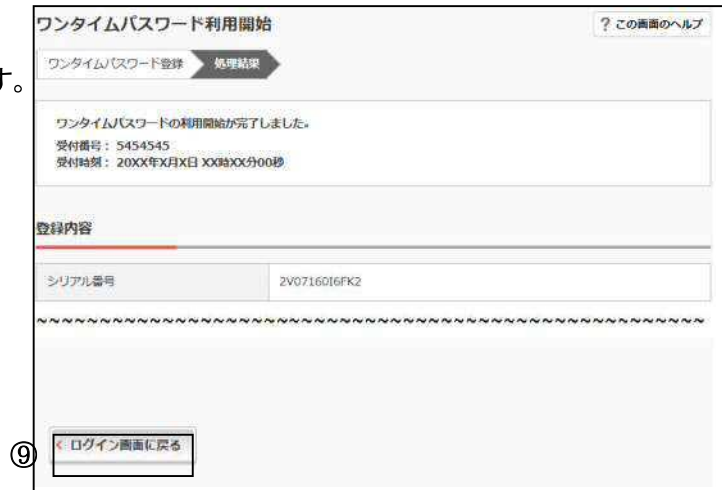 ワンタイムパスワード利用開始
? この画面のヘルプ
ワンタイムパスワード登録 処理結果
す。
ワンタイムパスワードの利用開始が完了しました。
受付番号： 5454545
受付時刻： 20XX年X月X日 XX時XX分00秒
登録内容
シリアル番号 2V0716OI6FK2
~~~~~~~~~~~~~~~~~~~~~~~~~~~~~~~~~~~~~~~~~~~~~~~~~~~~~~
⑨ < ログイン画面に戻る